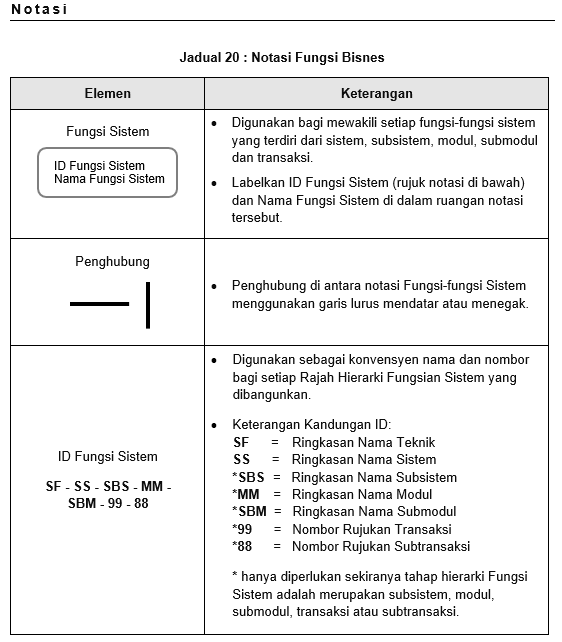 Notasi
Jadual 20 : Notasi Fungsi Bisnes
Elemen
Keterangan
Fungsi Sistem
ID Fungsi Sistem
Nama Fungsi Sistem
• Digunakan bagi mewakili setiap fungsi-fungsi sistem
yang terdiri dari sistem, subsistem, modul, submodul
dan transaksi.
• Labelkan ID Fungsi Sistem (rujuk notasi di bawah)
dan Nama Fungsi Sistem di dalam ruangan notasi
tersebut.
Penghubung
• Penghubung di antara notasi Fungsi-fungsi Sistem
menggunakan garis lurus mendatar atau menegak.
ID Fungsi Sistem
SF - SS - SBS - MM -
SBM - 99 - 88
• Digunakan sebagai konvensyen nama dan nombor
bagi setiap Rajah Hierarki Fungsian Sistem yang
dibangunkan.
• Keterangan Kandungan ID:
SF = Ringkasan Nama Teknik
SS = Ringkasan Nama Sistem
*SBS = Ringkasan Nama Subsistem
*MM = Ringkasan Nama Modul
*SBM = Ringkasan Nama Submodul
*99 = Nombor Rujukan Transaksi
*88 = Nombor Rujukan Subtransaksi
* hanya diperlukan sekiranya tahap hierarki Fungsi
Sistem adalah merupakan subsistem, modul,
submodul, transaksi atau subtransaksi.